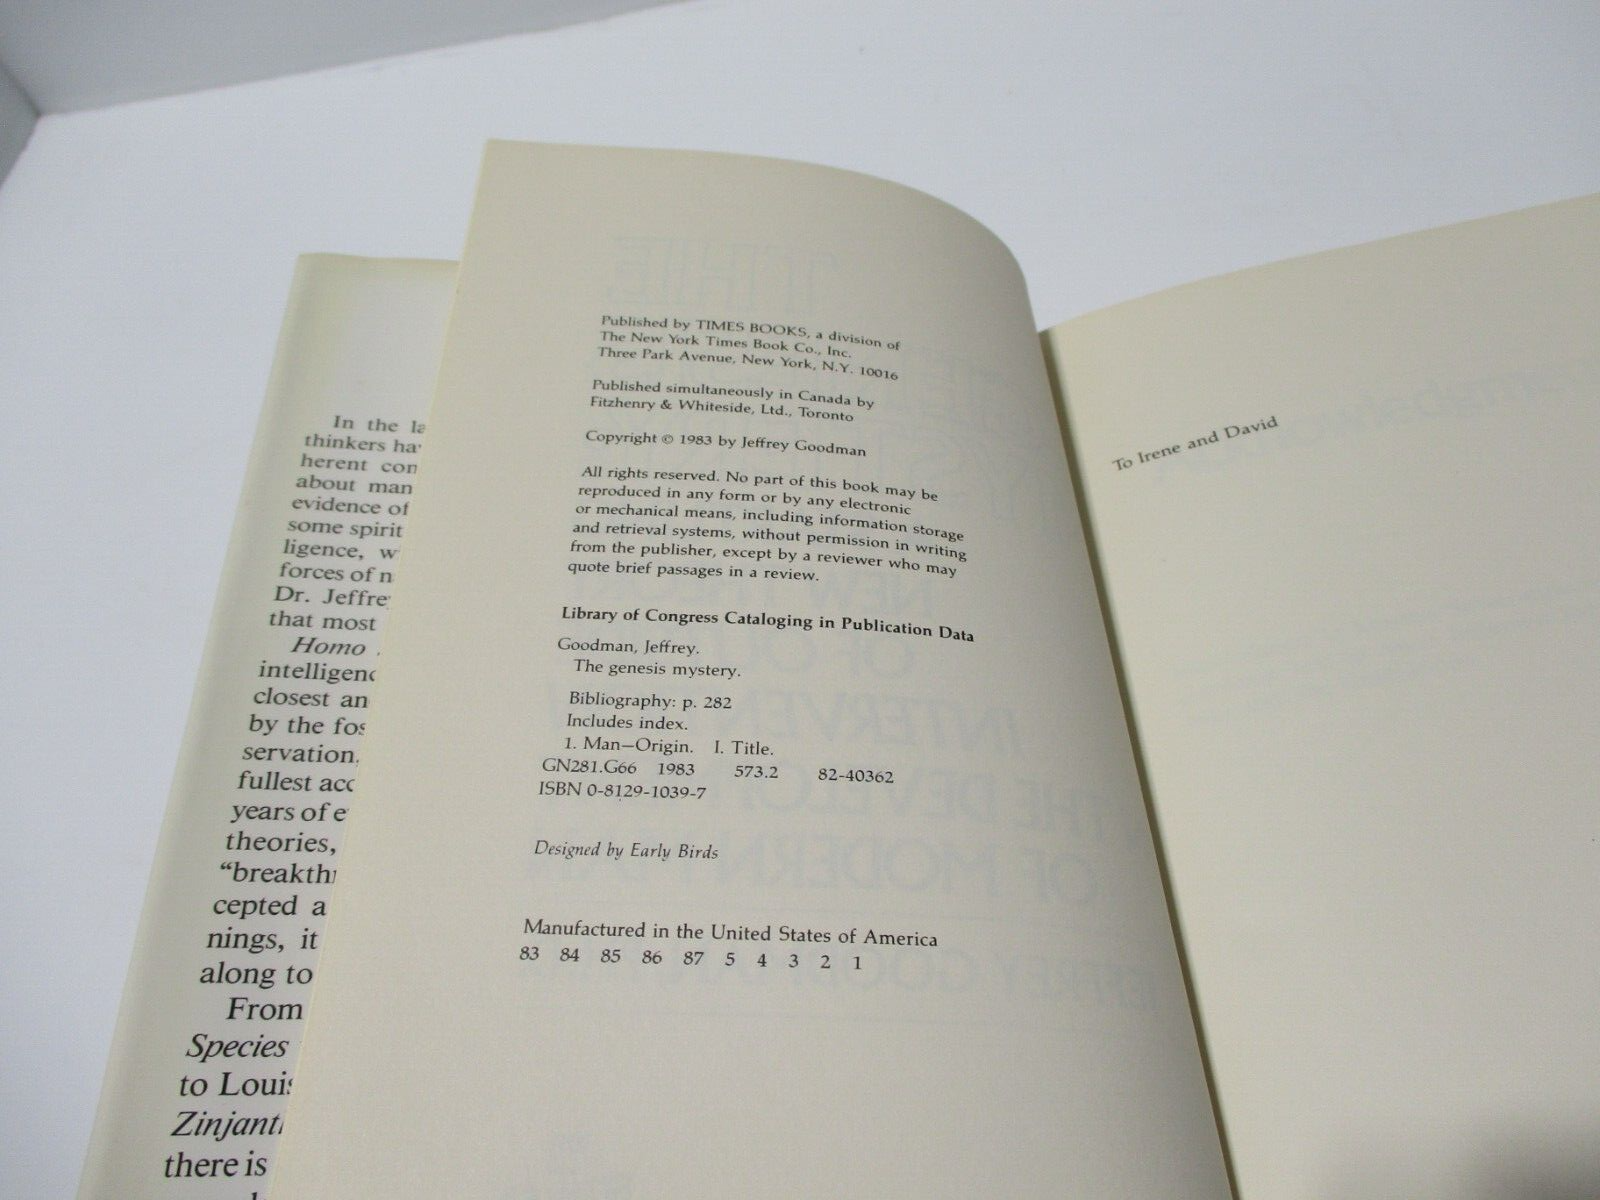 In the la
thinkers ha
herent con
about man
evidence of
some spirit
ligence, w
forces of n
Dr. Jeffre
that most
Homo
intelligenc
closest an
by the fos
servation.
fullest acc
years of e
theories,
“breakth
cepted a
nings, it
along to
From
Species
to Louis
Zinjant
there is
Published by TIMES BOOKS, a division of
The New York Times Book Co., Inc.
Three Park Avenue, New York, N.Y. 10016
Published simultaneously in Canada by
Fitzhenry & Whiteside, Ltd., Toronto
Copyright © 1983 by Jeffrey Goodman
All rights reserved. No part of this book may be
reproduced in any form or by any electronic
or mechanical means, including information storage
and retrieval systems, without permission in writing
from the publisher, except by a reviewer who may
quote brief passages in a review.
Library of Congress Cataloging in Publication Data
Goodman, Jeffrey.
The genesis mystery.
Bibliography: p. 282
Includes index.
1. Man—Origin. I. Title.
GN281.G66 1983 573.2 82-40362
ISBN 0-8129-1039-7
Designed by Early Birds
Manufactured in the United States of America
83 84 85 86 87 5 4 3 2 1
To Irene and David